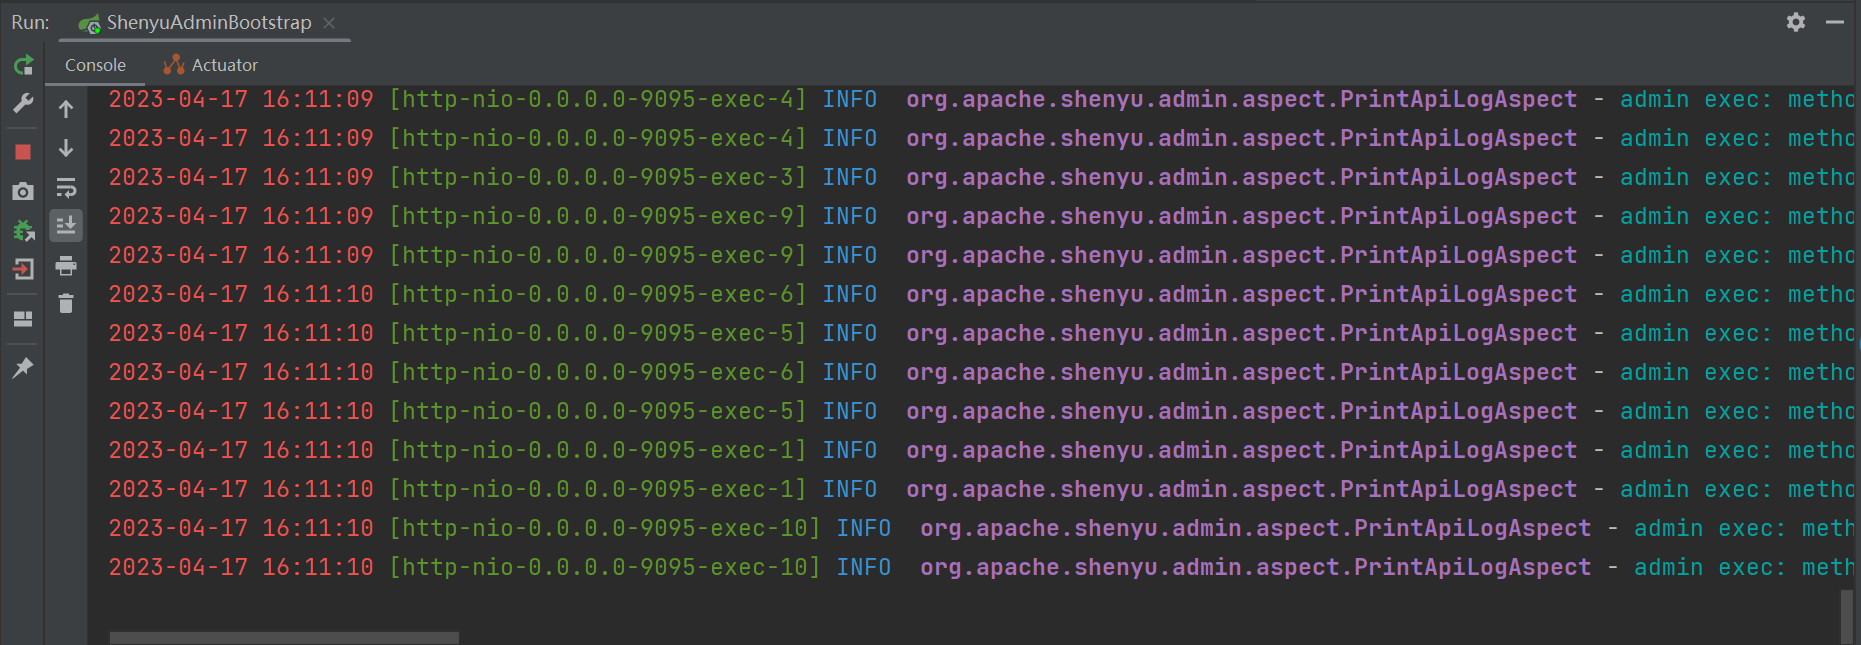 Run: ShenyuAdminBootstrap
Console Actuator
2023-04-17 16:11:09 [http-nio-0.0.0.0-9095-exec-4] INFO  org.apache.shenyu.admin.aspect.PrintApiLogAspect - admin exec: metho
2023-04-17 16:11:09 [http-nio-0.0.0.0-9095-exec-4] INFO  org.apache.shenyu.admin.aspect.PrintApiLogAspect - admin exec: metho
2023-04-17 16:11:09 [http-nio-0.0.0.0-9095-exec-3] INFO  org.apache.shenyu.admin.aspect.PrintApiLogAspect - admin exec: metho
2023-04-17 16:11:09 [http-nio-0.0.0.0-9095-exec-9] INFO  org.apache.shenyu.admin.aspect.PrintApiLogAspect - admin exec: metho
2023-04-17 16:11:09 [http-nio-0.0.0.0-9095-exec-9] INFO  org.apache.shenyu.admin.aspect.PrintApiLogAspect - admin exec: metho
2023-04-17 16:11:10 [http-nio-0.0.0.0-9095-exec-6] INFO  org.apache.shenyu.admin.aspect.PrintApiLogAspect - admin exec: metho
2023-04-17 16:11:10 [http-nio-0.0.0.0-9095-exec-5] INFO  org.apache.shenyu.admin.aspect.PrintApiLogAspect - admin exec: metho
2023-04-17 16:11:10 [http-nio-0.0.0.0-9095-exec-6] INFO  org.apache.shenyu.admin.aspect.PrintApiLogAspect - admin exec: metho
2023-04-17 16:11:10 [http-nio-0.0.0.0-9095-exec-5] INFO  org.apache.shenyu.admin.aspect.PrintApiLogAspect - admin exec: metho
2023-04-17 16:11:10 [http-nio-0.0.0.0-9095-exec-1] INFO  org.apache.shenyu.admin.aspect.PrintApiLogAspect - admin exec: metho
2023-04-17 16:11:10 [http-nio-0.0.0.0-9095-exec-1] INFO  org.apache.shenyu.admin.aspect.PrintApiLogAspect - admin exec: metho
2023-04-17 16:11:10 [http-nio-0.0.0.0-9095-exec-10] INFO  org.apache.shenyu.admin.aspect.PrintApiLogAspect - admin exec: meth
2023-04-17 16:11:10 [http-nio-0.0.0.0-9095-exec-10] INFO  org.apache.shenyu.admin.aspect.PrintApiLogAspect - admin exec: meth